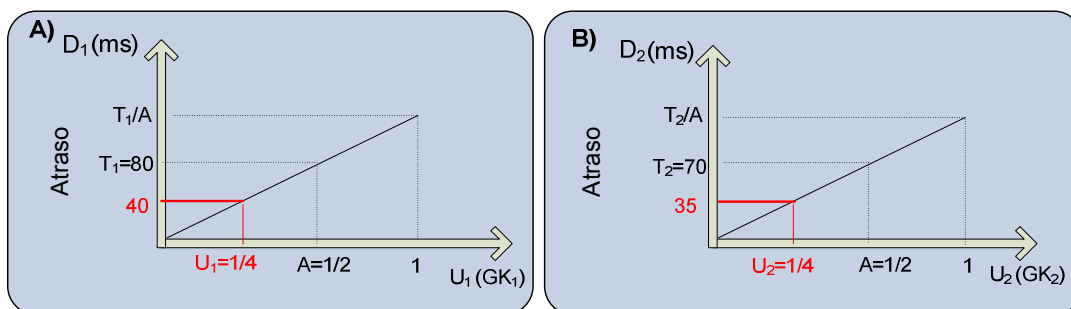 A)
D₁(ms)
Atraso
T₁/A
T₁=80
40
U₁=1/4
A=1/2
1
U₁(GK₁)
B)
D₂(ms)
Atraso
T₂/A
T₂=70
35
U₂=1/4
A=1/2
1
U₂(GK₂)